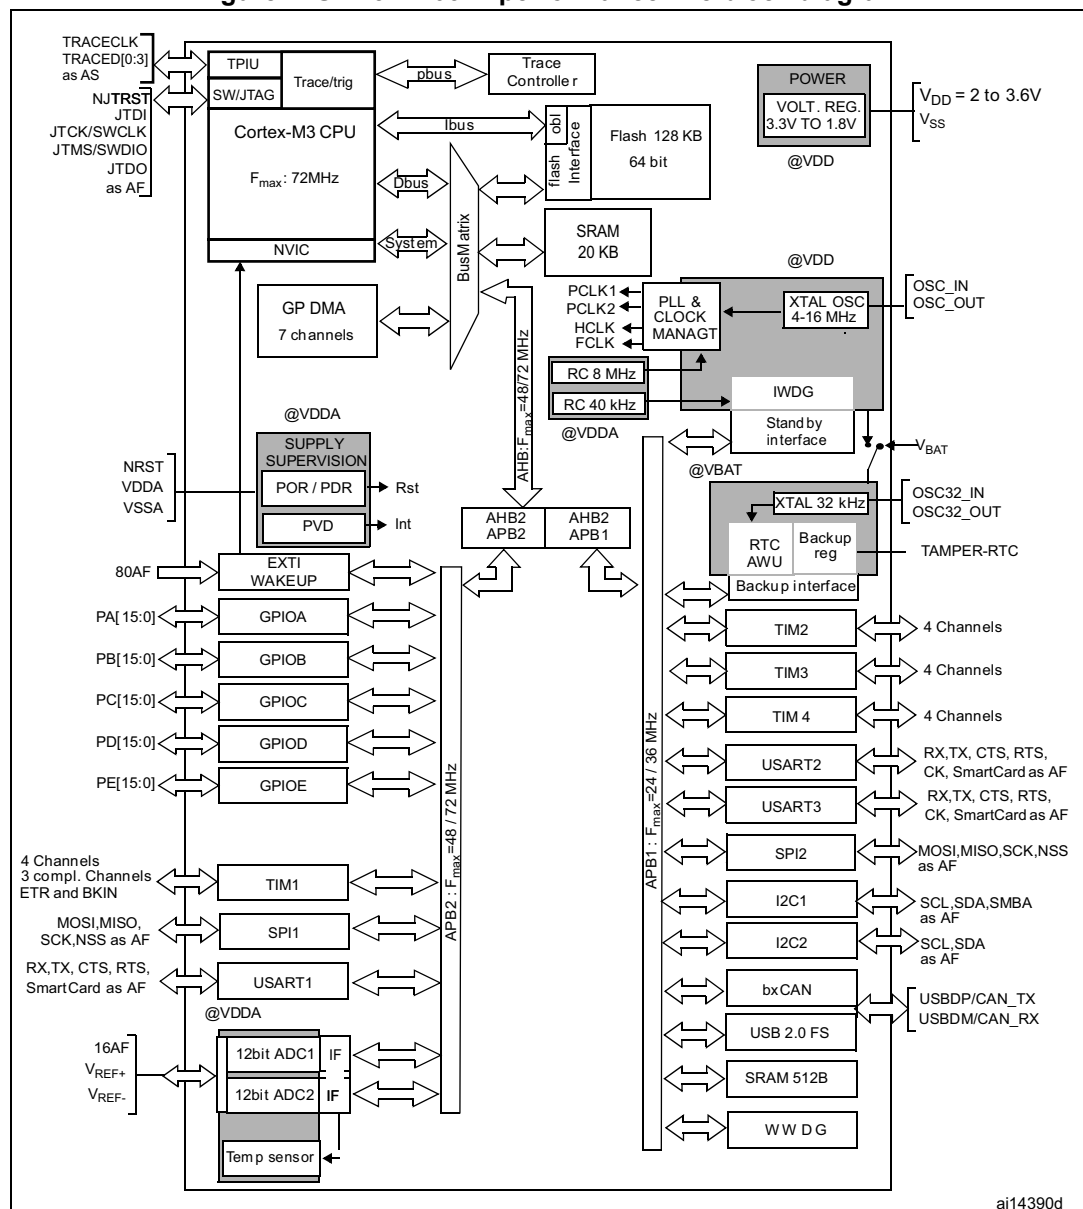 TRACECLK
TRACED[0:3]
as AS
NJTRST
JTDI
JTCK/SWCLK
JTMS/SWDIO
JTDO
as AF
TPIU
SW/JTAG
Trace/trig
Cortex-M3 CPU
Fmax: 72MHz
NVIC
pbus
Trace
Controller
Ibus
Dbus
System
BusMatrix
obl
flash
Interface
Flash 128 KB
64 bit
SRAM
20 KB
POWER
VOLT. REG.
3.3V TO 1.8V
@VDD
VDD = 2 to 3.6V
VSS
GP DMA
7 channels
AHB:Fmax=48/72 MHz
@VDD
PCLK1
PCLK2
HCLK
FCLK
PLL &
CLOCK
MANAGT
XTAL OSC
4-16 MHz
OSC_IN
OSC_OUT
RC 8 MHz
RC 40 kHz
@VDDA
IWDG
Standby
interface
VBAT
@VBAT
XTAL 32 kHz
OSC32_IN
OSC32_OUT
RTC
AWU
Backup
reg
TAMPER-RTC
Backup interface
@VDDA
SUPPLY
SUPERVISION
NRST
VDDA
VSSA
POR / PDR
Rst
PVD
Int
AHB2
APB2
AHB2
APB1
80AF
EXTI
WAKEUP
PA[15:0]
GPIOA
PB[15:0]
GPIOB
PC[15:0]
GPIOC
PD[15:0]
GPIOD
PE[15:0]
GPIOE
4 Channels
3 compl. Channels
ETR and BKIN
TIM1
MOSI,MISO,
SCK,NSS as AF
SPI1
RX,TX, CTS, RTS,
SmartCard as AF
USART1
@VDDA
16AF
VREF+
VREF-
12bit ADC1
IF
12bit ADC2
IF
Temp sensor
APB2 : Fmax=48 / 72 MHz
APB1 : Fmax=24 / 36 MHz
TIM2
4 Channels
TIM3
4 Channels
TIM 4
4 Channels
USART2
RX,TX, CTS, RTS,
CK, SmartCard as AF
USART3
RX,TX, CTS, RTS,
CK, SmartCard as AF
SPI2
MOSI,MISO,SCK,NSS
as AF
I2C1
SCL,SDA,SMBA
as AF
I2C2
SCL,SDA
as AF
bxCAN
USBDP/CAN_TX
USBDM/CAN_RX
USB 2.0 FS
SRAM 512B
WWDG
ai14390d